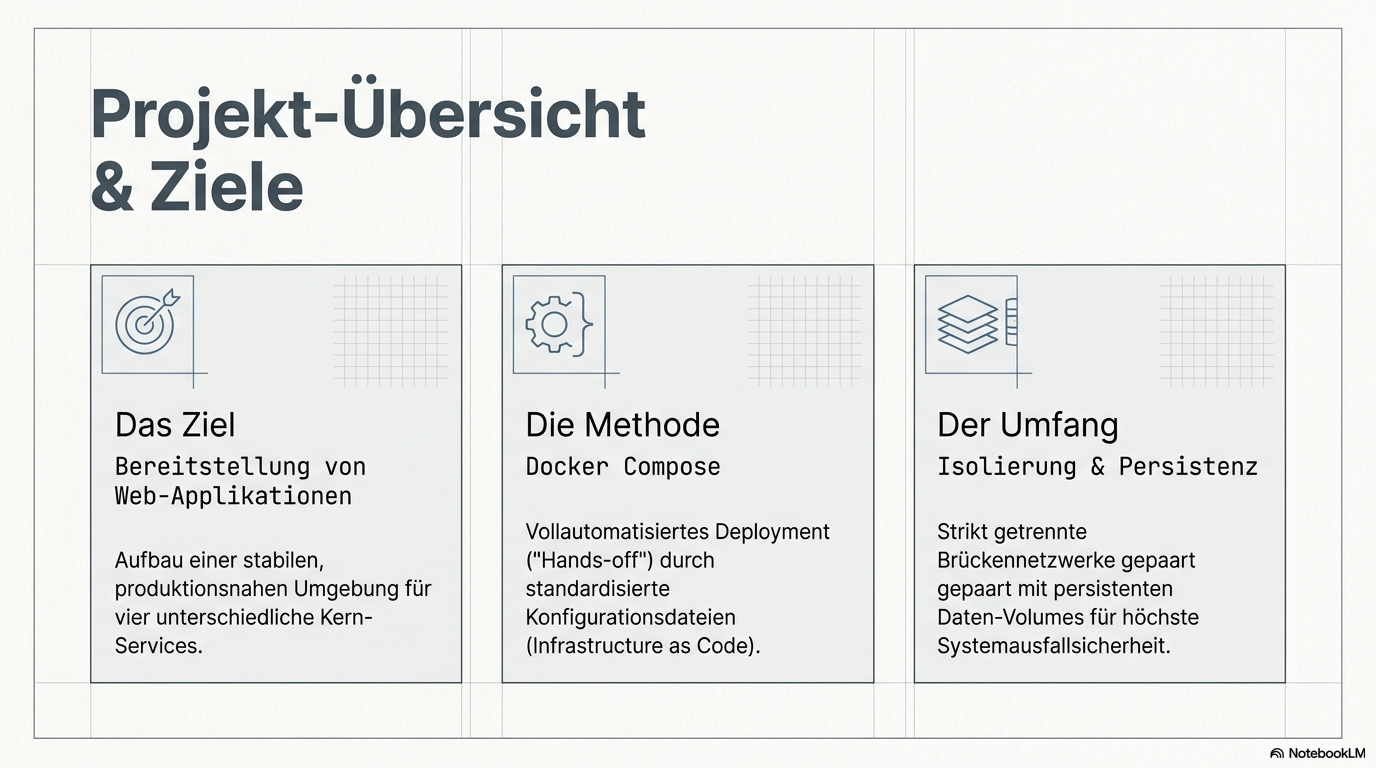 Projekt-Übersicht
& Ziele
Das Ziel
Bereitstellung von
Web-Applikationen
Aufbau einer stabilen,
produktionsnahen Umgebung für
vier unterschiedliche Kern-
Services.
Die Methode
Docker Compose
Vollautomatisiertes Deployment
("Hands-off") durch
standardisierte
Konfigurationsdateien
(Infrastructure as Code).
Der Umfang
Isolierung & Persistenz
Strikt getrennte
Brückennetzwerke gepaart
gepaart mit persistenten
Daten-Volumes für höchste
Systemausfallsicherheit.
NotebookLM